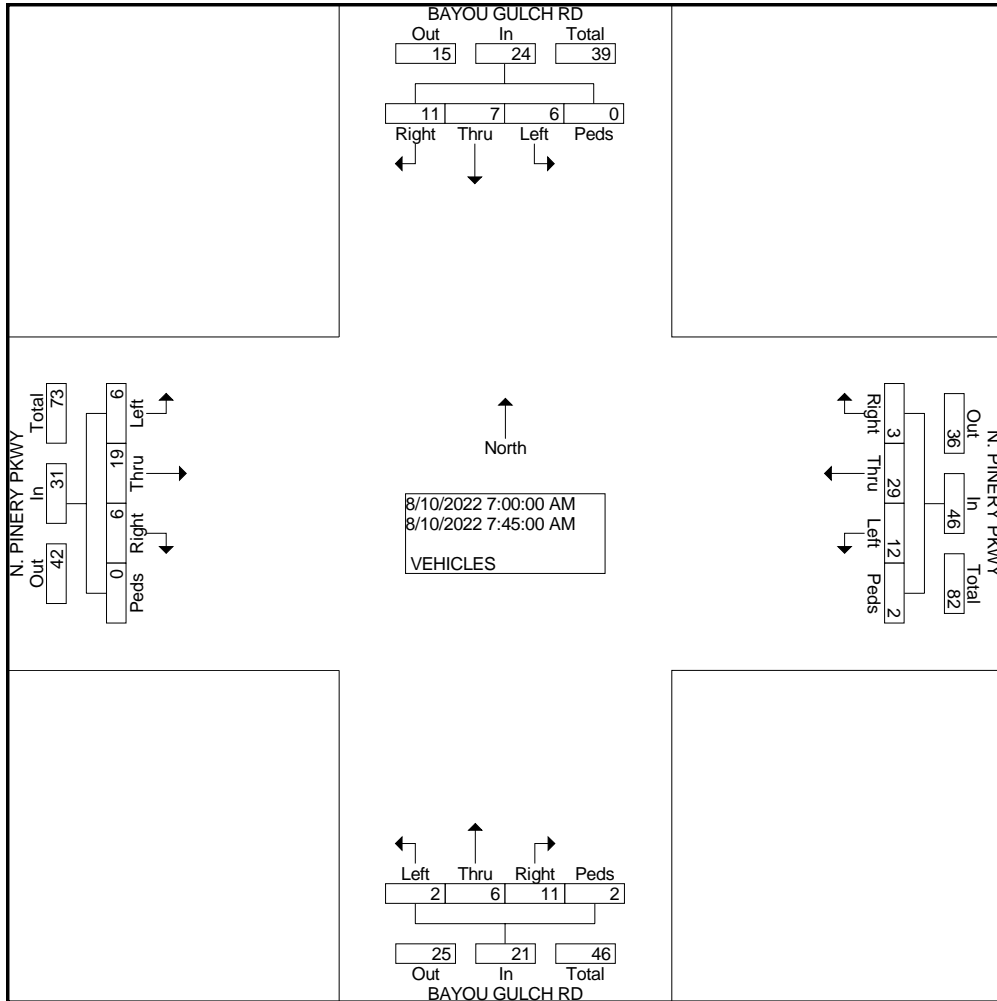 BAYOU GULCH RD
Out In Total
15 24 39
11 7 6 0
Right Thru Left Peds
N. PINERY PKWY
Total In Out
73 31 42
6 19 6 0
Left Thru Right Peds
North
8/10/2022 7:00:00 AM
8/10/2022 7:45:00 AM
VEHICLES
Right Thru Left Peds
3 29 12 2
Out In Total
36 46 82
N. PINERY PKWY
Left Thru Right Peds
2 6 11 2
25 21 46
Out In Total
BAYOU GULCH RD